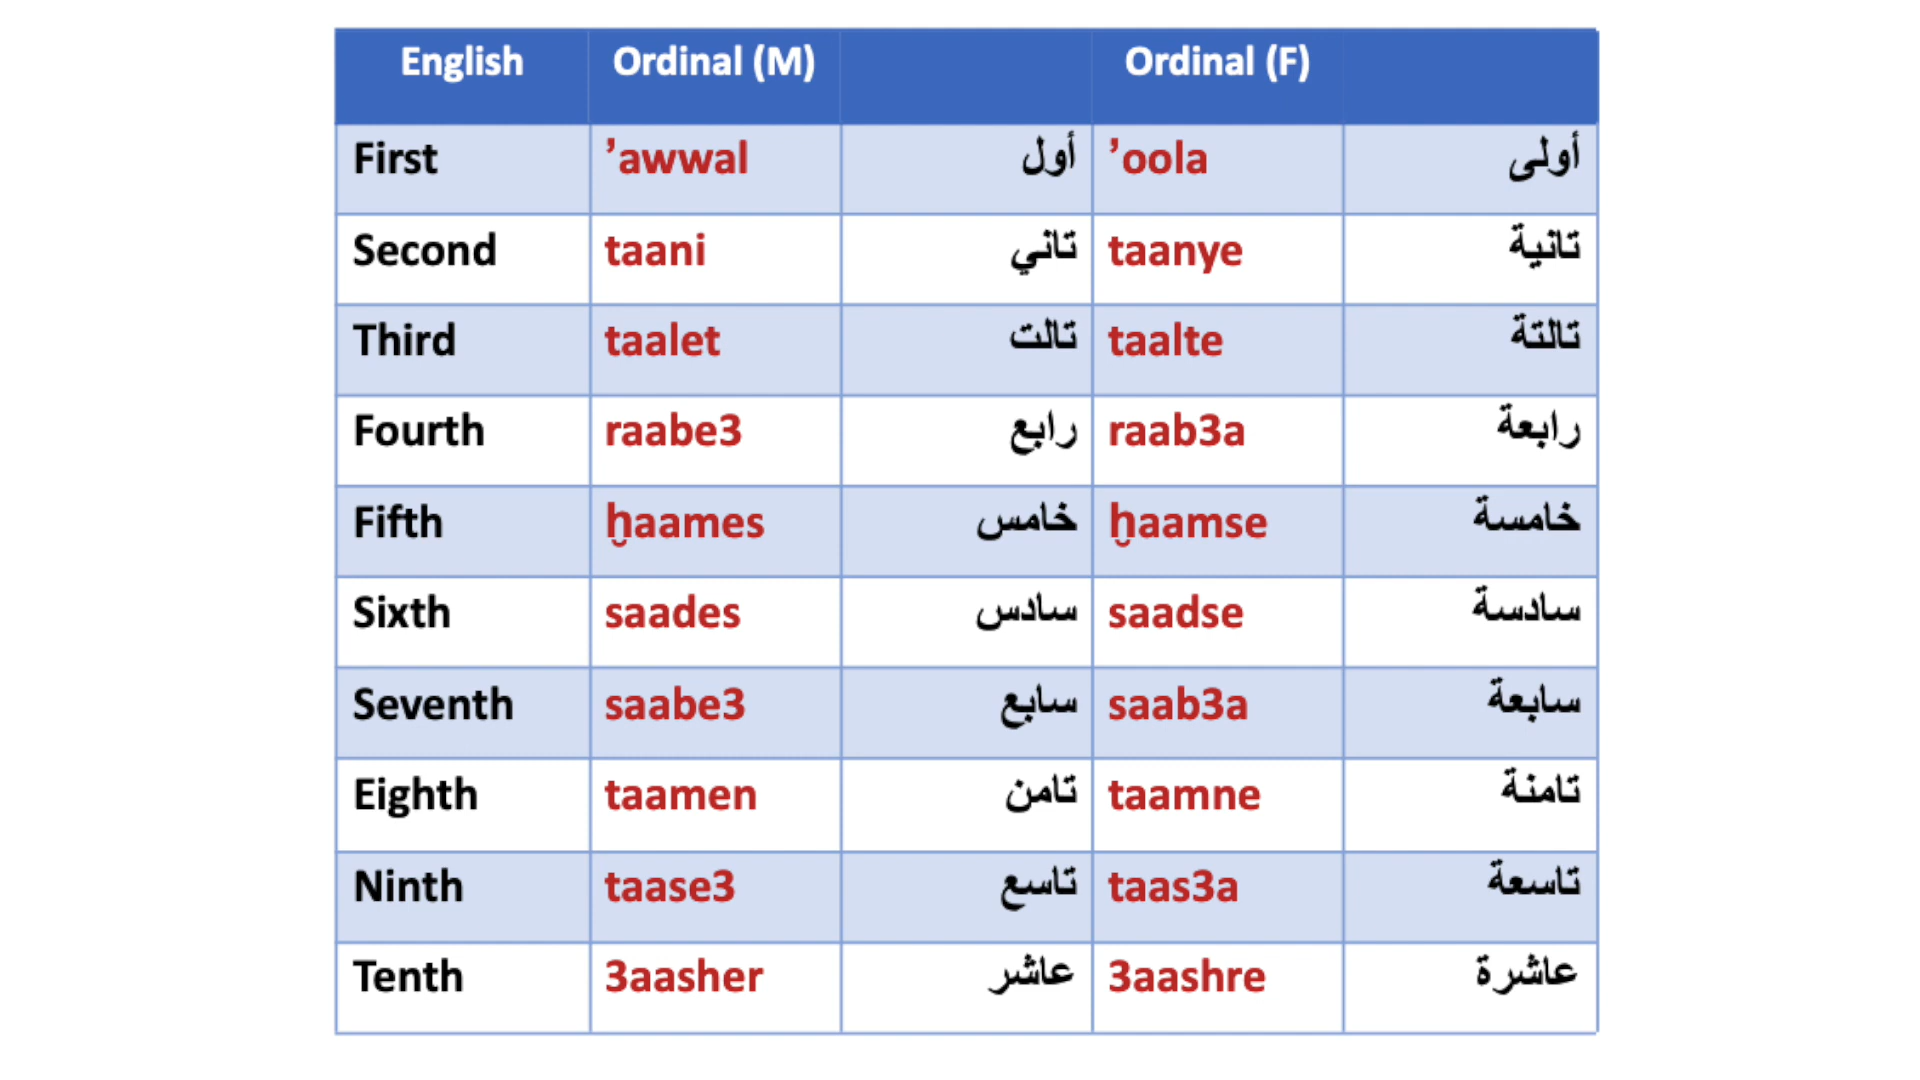 English Ordinal (M) Ordinal (F)
First ’awwal أول ’oola أولى
Second taani تاني taanye تانية
Third taalet تالت taalte تالتة
Fourth raabe3 رابع raab3a رابعة
Fifth ḫaames خامس ḫaamse خامسة
Sixth saades سادس saadse سادسة
Seventh saabe3 سابع saab3a سابعة
Eighth taamen تامن taamne تامنة
Ninth taase3 تاسع taas3a تاسعة
Tenth 3aasher عاشر 3aashre عاشرة